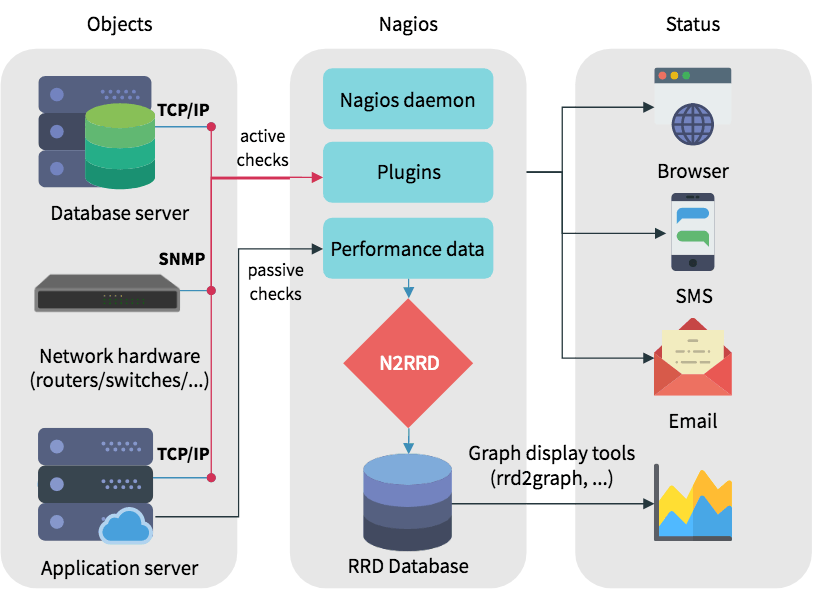 Objects
Nagios
Status
TCP/IP
Database server
SNMP
Network hardware
(routers/switches/...)
TCP/IP
Application server
active
checks
passive
checks
Nagios daemon
Plugins
Performance data
N2RRD
RRD Database
Graph display tools
(rrd2graph, ...)
Browser
SMS
Email